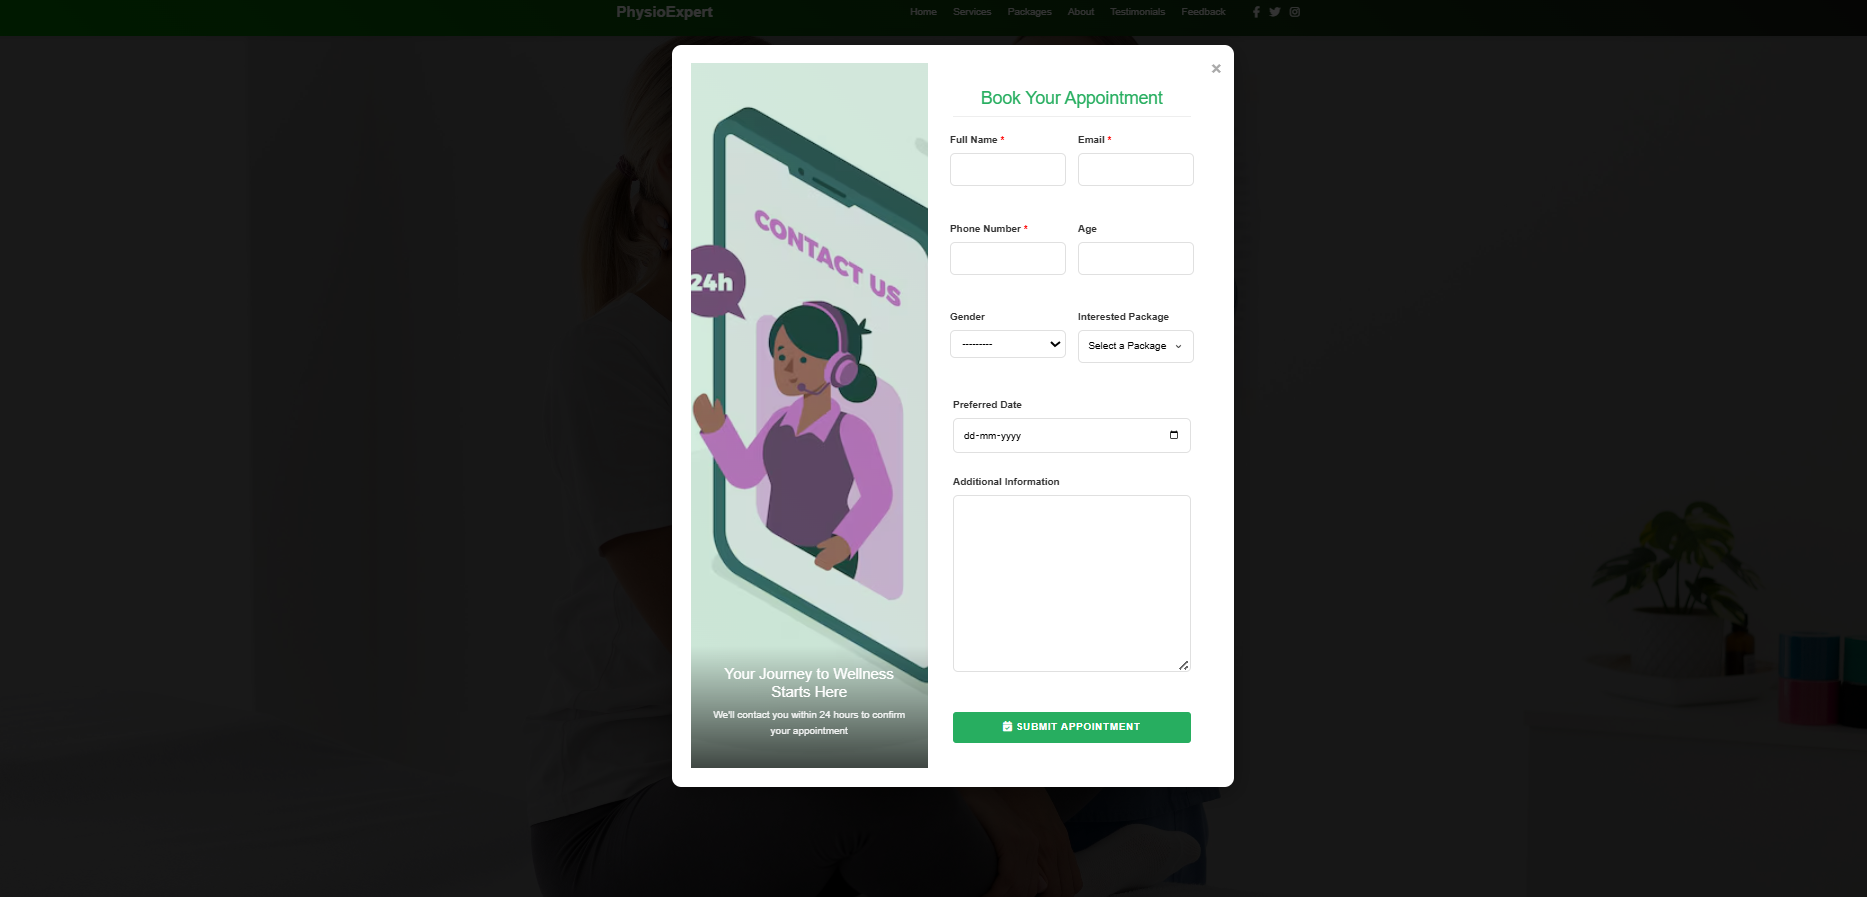 PhysioExpert
Home Services Packages About Testimonials Feedback
Book Your Appointment
Full Name * Email *
Phone Number * Age
Gender Interested Package
--------- Select a Package
Preferred Date
dd-mm-yyyy
Additional Information
SUBMIT APPOINTMENT
CONTACT US
24h
Your Journey to Wellness
Starts Here
We'll contact you within 24 hours to confirm
your appointment